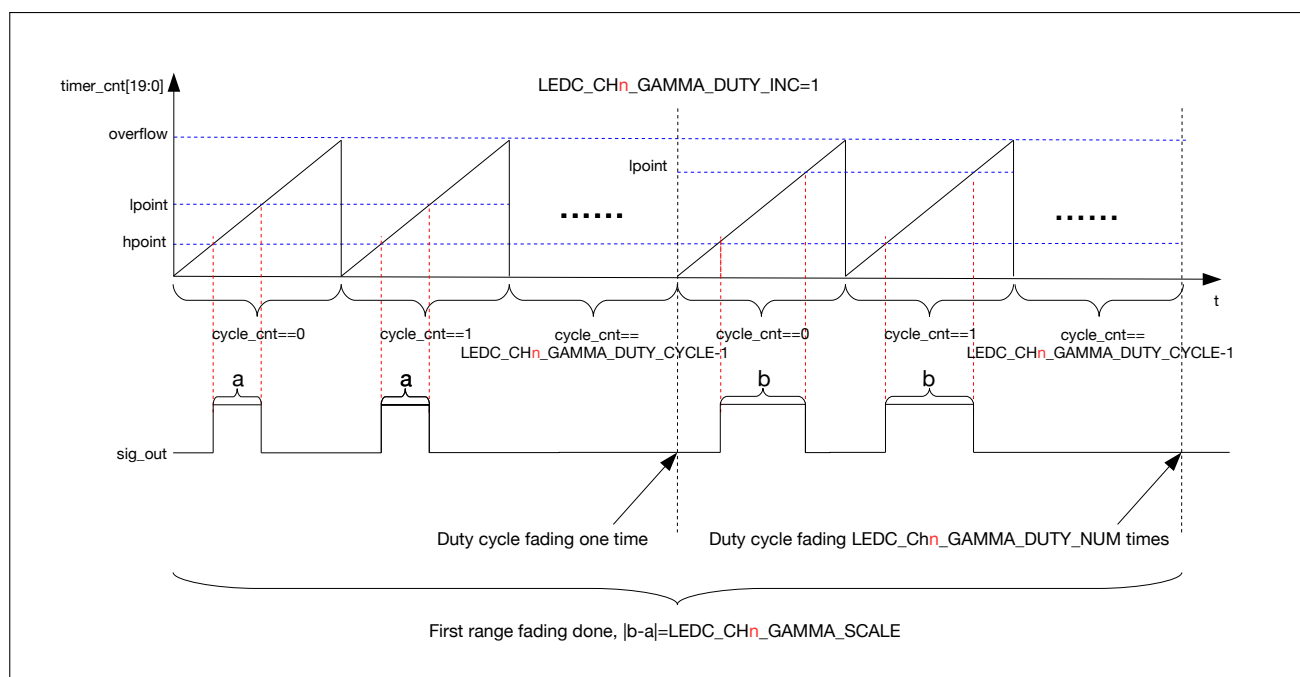 timer_cnt[19:0]
LEDC_CHn_GAMMA_DUTY_INC=1
overflow
lpoint
lpoint
......
......
hpoint
t
cycle_cnt==0
cycle_cnt==1
cycle_cnt==
LEDC_CHn_GAMMA_DUTY_CYCLE-1
cycle_cnt==0
cycle_cnt==1
cycle_cnt==
LEDC_CHn_GAMMA_DUTY_CYCLE-1
a
a
b
b
sig_out
Duty cycle fading one time
Duty cycle fading LEDC_Chn_GAMMA_DUTY_NUM times
First range fading done, |b-a|=LEDC_CHn_GAMMA_SCALE